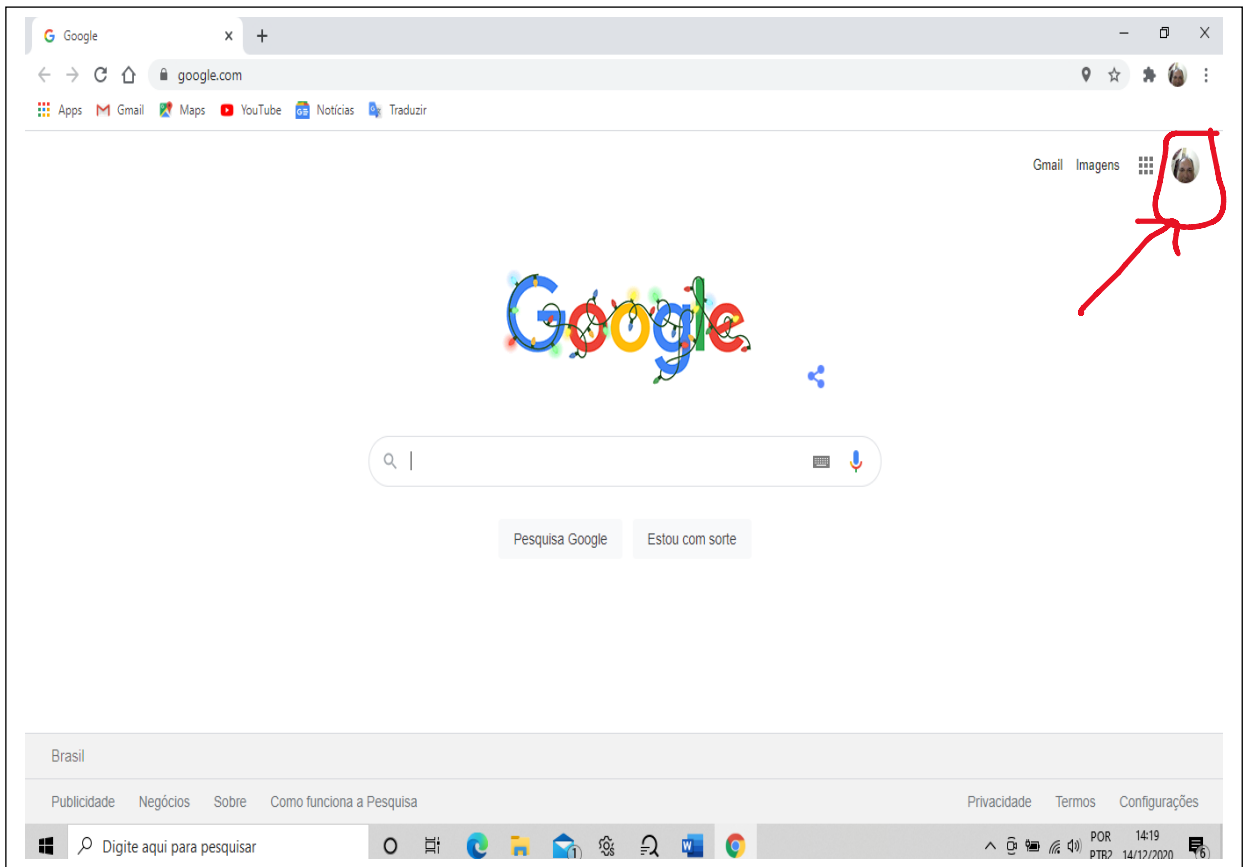 Google
google.com
Apps Gmail Maps YouTube Notícias Traduzir
Gmail Imagens
Google
Pesquisa Google Estou com sorte
Brasil
Publicidade Negócios Sobre Como funciona a Pesquisa Privacidade Termos Configurações
Digite aqui para pesquisar 1 POR 14:19
PTB2 14/12/2020 6